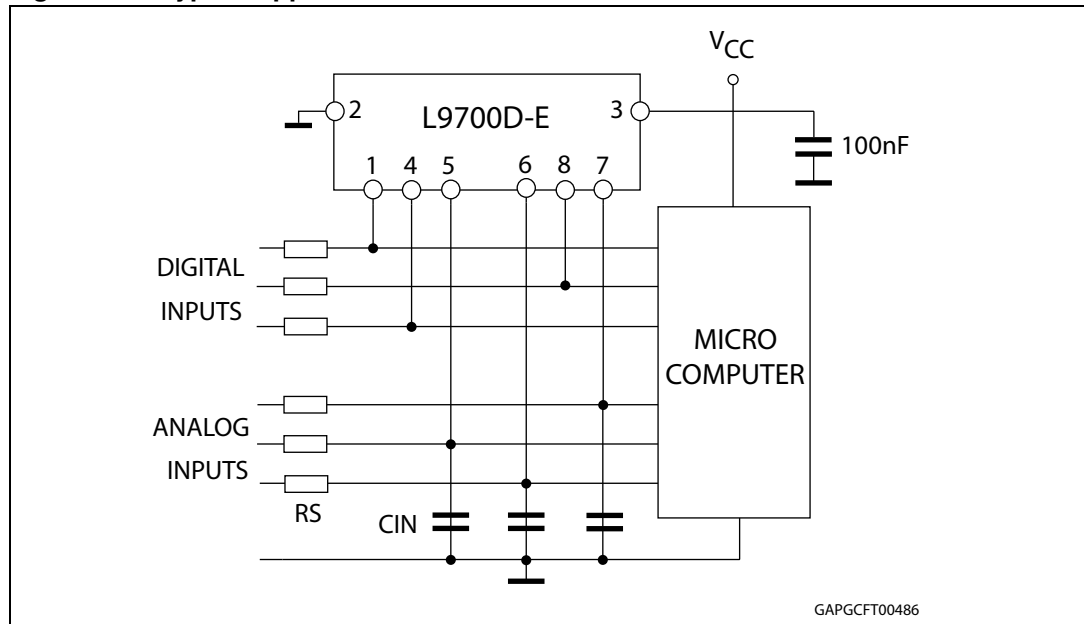 VCC
2
L9700D-E
3
100nF
1 4 5 6 8 7
DIGITAL
INPUTS
MICRO
COMPUTER
ANALOG
INPUTS
RS
CIN
GAPGCFT00486